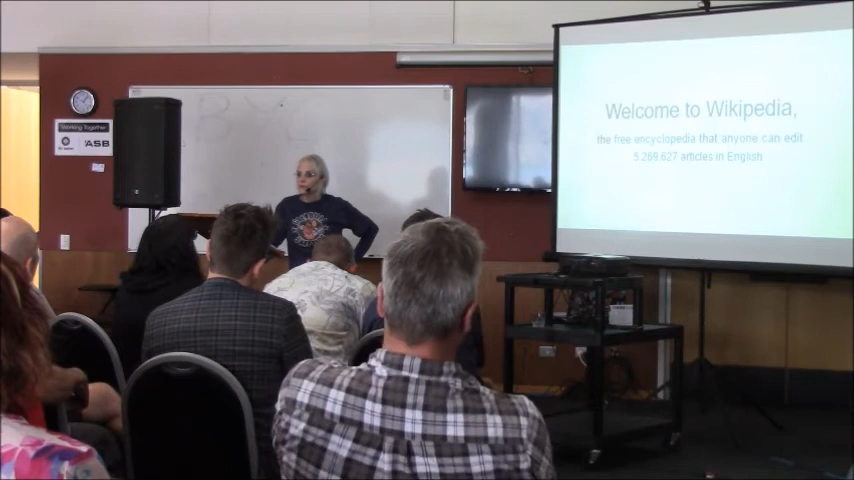 Working Together
ASB
Welcome to Wikipedia,
the free encyclopedia that anyone can edit
5,269,627 articles in English